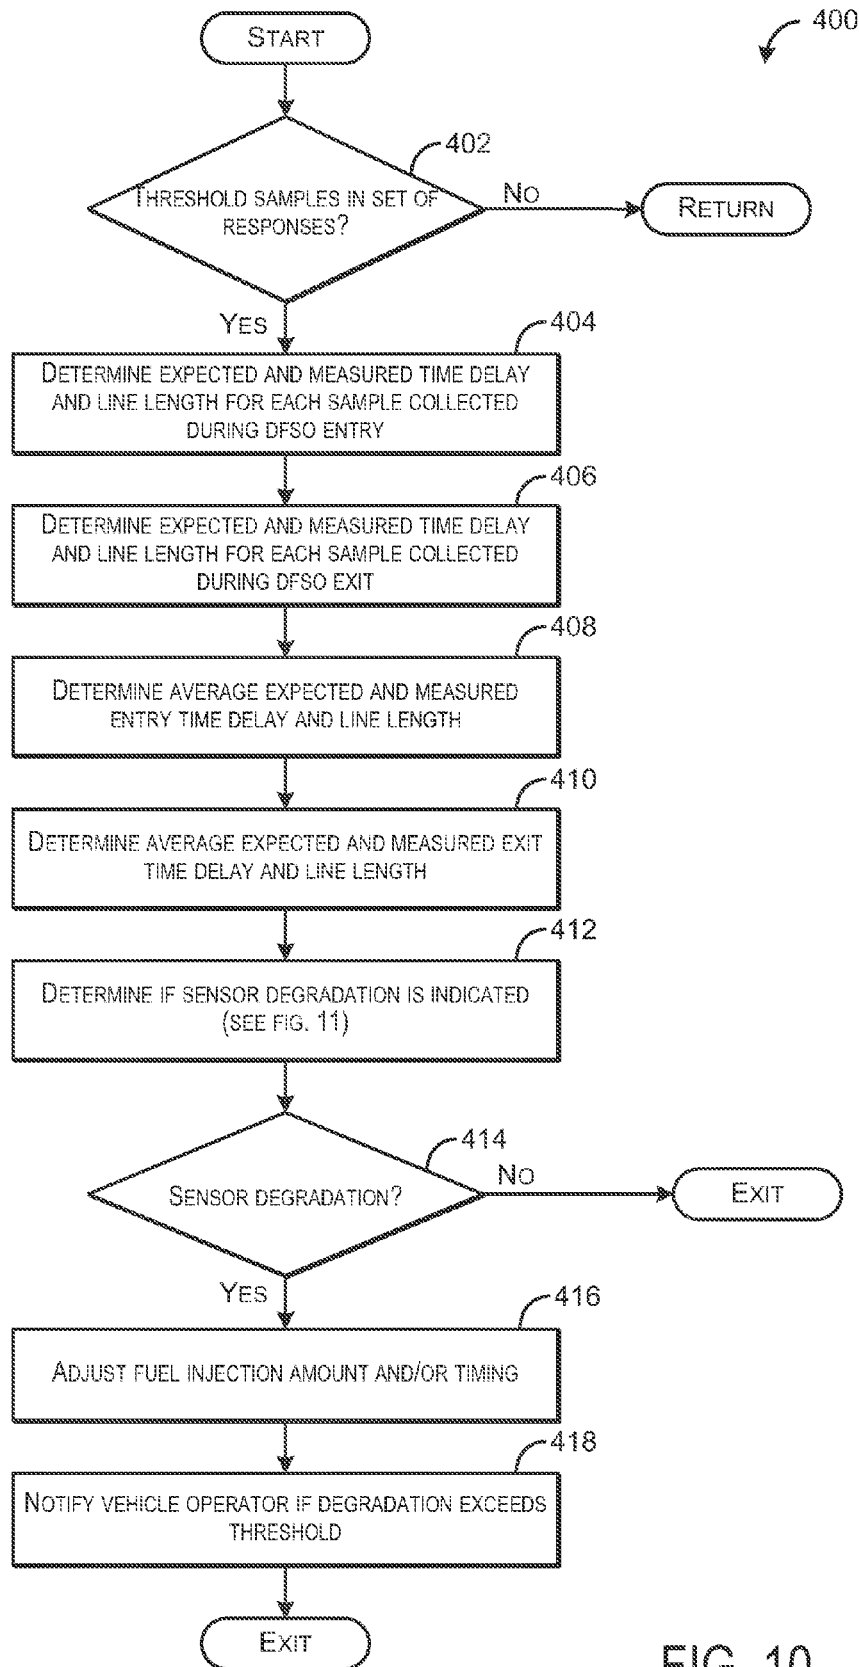 400
START
402
THRESHOLD SAMPLES IN SET OF
RESPONSES?
NO
RETURN
YES
404
DETERMINE EXPECTED AND MEASURED TIME DELAY
AND LINE LENGTH FOR EACH SAMPLE COLLECTED
DURING DFSO ENTRY
406
DETERMINE EXPECTED AND MEASURED TIME DELAY
AND LINE LENGTH FOR EACH SAMPLE COLLECTED
DURING DFSO EXIT
408
DETERMINE AVERAGE EXPECTED AND MEASURED
ENTRY TIME DELAY AND LINE LENGTH
410
DETERMINE AVERAGE EXPECTED AND MEASURED EXIT
TIME DELAY AND LINE LENGTH
412
DETERMINE IF SENSOR DEGRADATION IS INDICATED
(SEE FIG. 11)
414
SENSOR DEGRADATION?
NO
EXIT
YES
416
ADJUST FUEL INJECTION AMOUNT AND/OR TIMING
418
NOTIFY VEHICLE OPERATOR IF DEGRADATION EXCEEDS
THRESHOLD
EXIT
FIG. 10